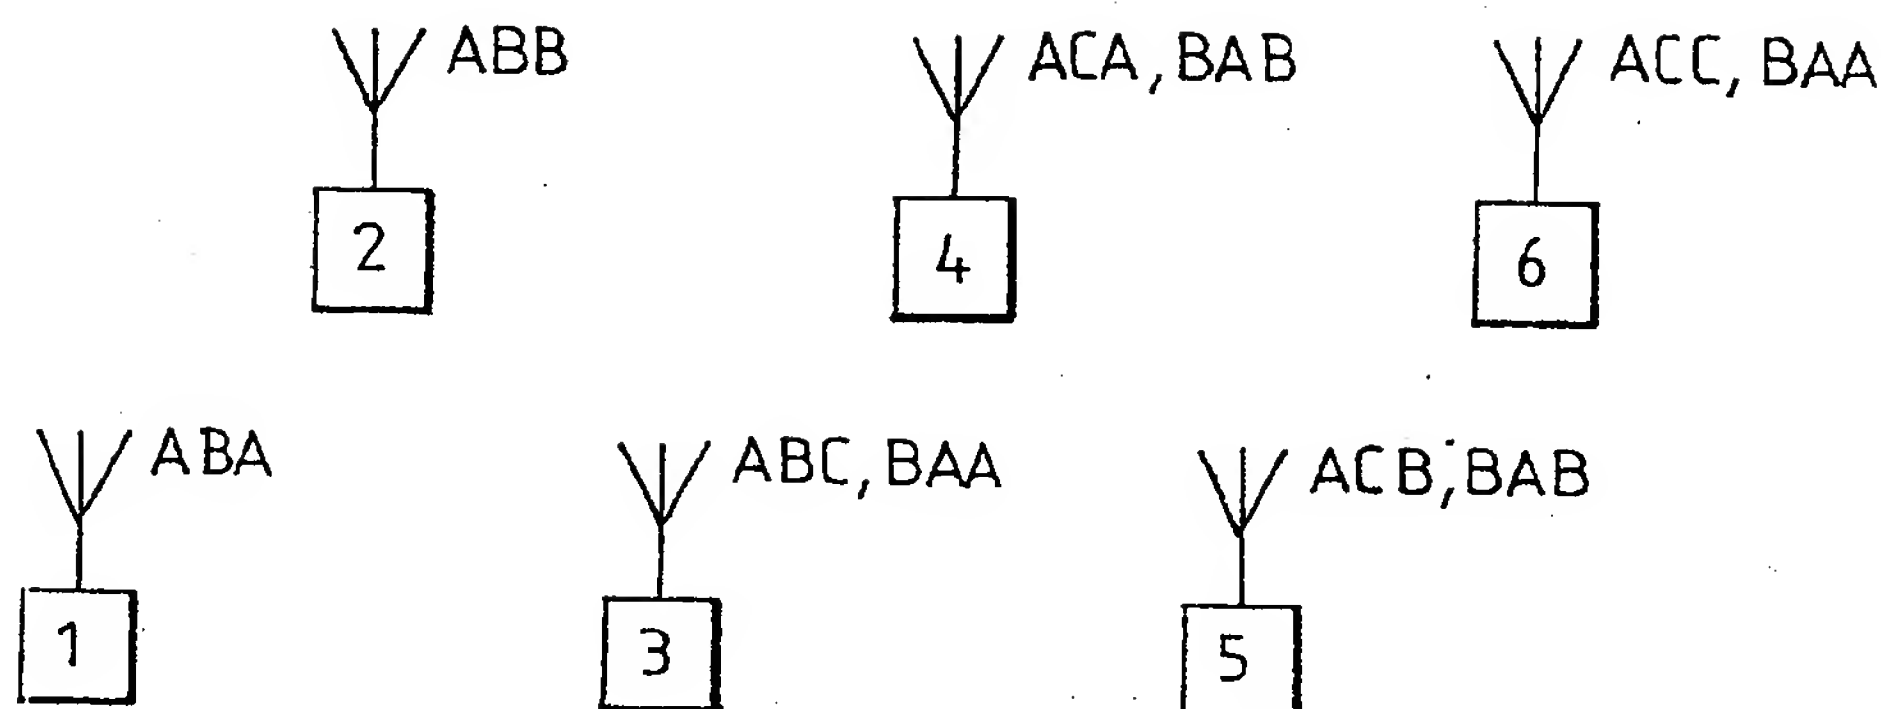 ABB ACA, BAB ACC, BAA
2 4 6
ABA ABC, BAA ACB, BAB
1 3 5